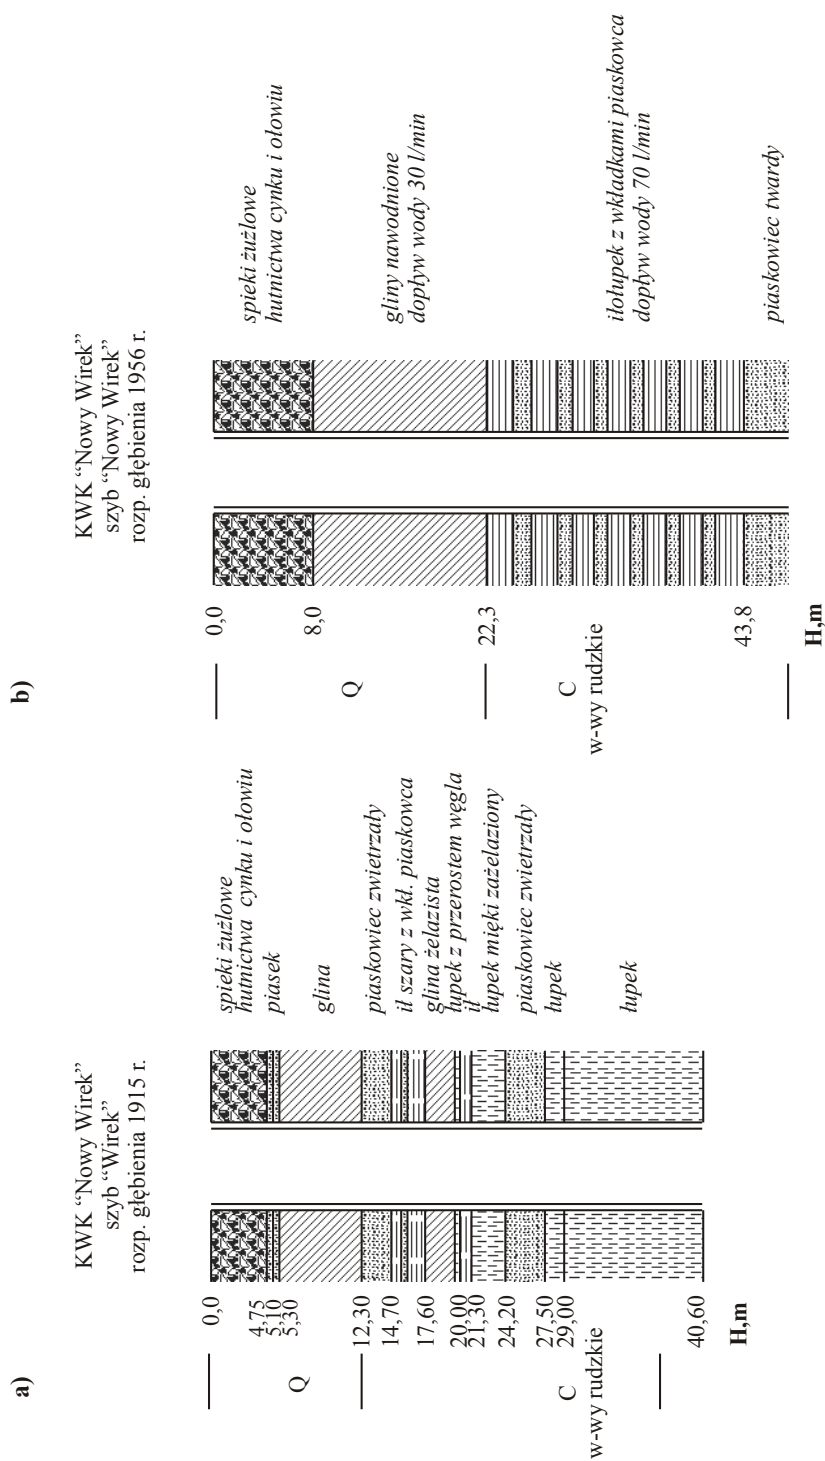 a)
KWK “Nowy Wirek”
szyb “Wirek”
rozp. głębienia 1915 r.
Q
C
w-wy rudzkie
0,0
4,75
5,10
5,30
12,30
14,70
17,60
20,00
21,30
24,20
27,50
29,00
40,60
H,m
spieki żużlowe
hutnictwa cynku i ołowiu
piasek
glina
piaskowiec zwietrzały
ił szary z wkł. piaskowca
glina żelazista
łupek z przerostem węgla
ił
łupek miękki zażelaziony
piaskowiec zwietrzały
łupek
łupek
b)
KWK “Nowy Wirek”
szyb “Nowy Wirek”
rozp. głębienia 1956 r.
Q
C
w-wy rudzkie
0,0
8,0
22,3
43,8
H,m
spieki żużlowe
hutnictwa cynku i ołowiu
gliny nawodnione
dopływ wody 30 l/min
iłołupek z wkładkami piaskowca
dopływ wody 70 l/min
piaskowiec twardy